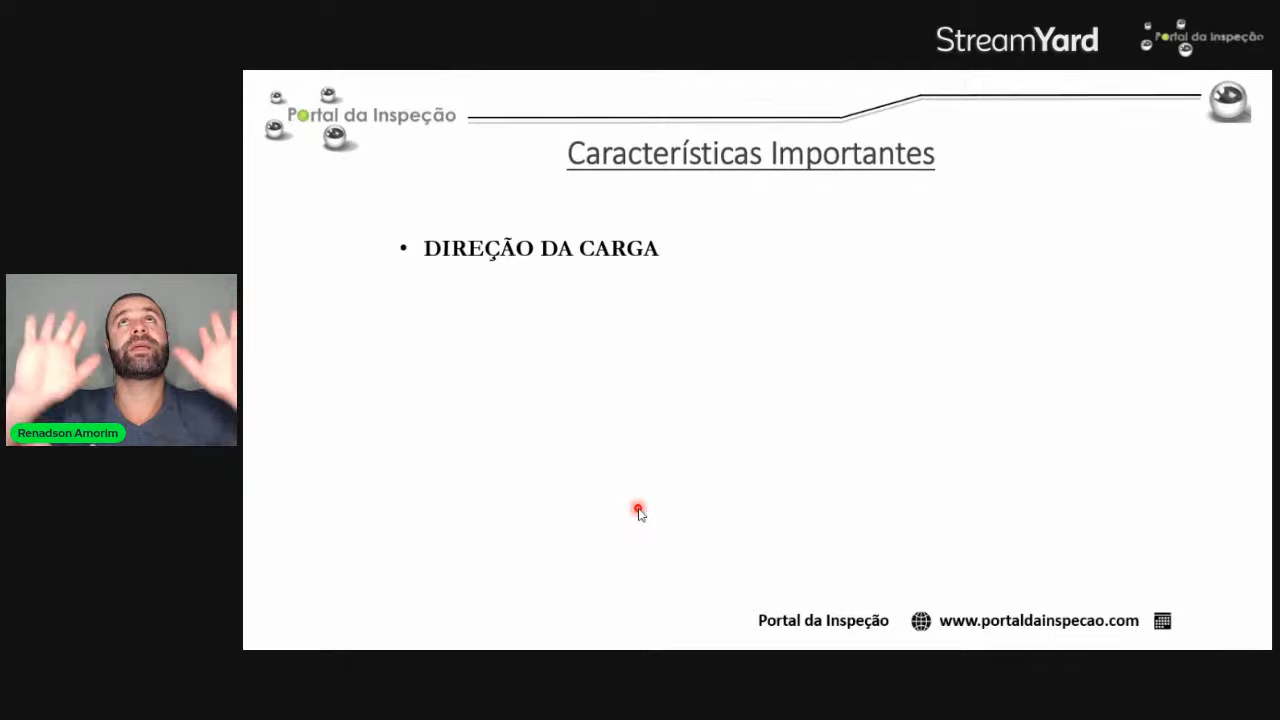 StreamYard
Portal da Inspeção
Portal da Inspeção
Características Importantes
• DIREÇÃO DA CARGA
Renadson Amorim
Portal da Inspeção www.portaldainspecao.com